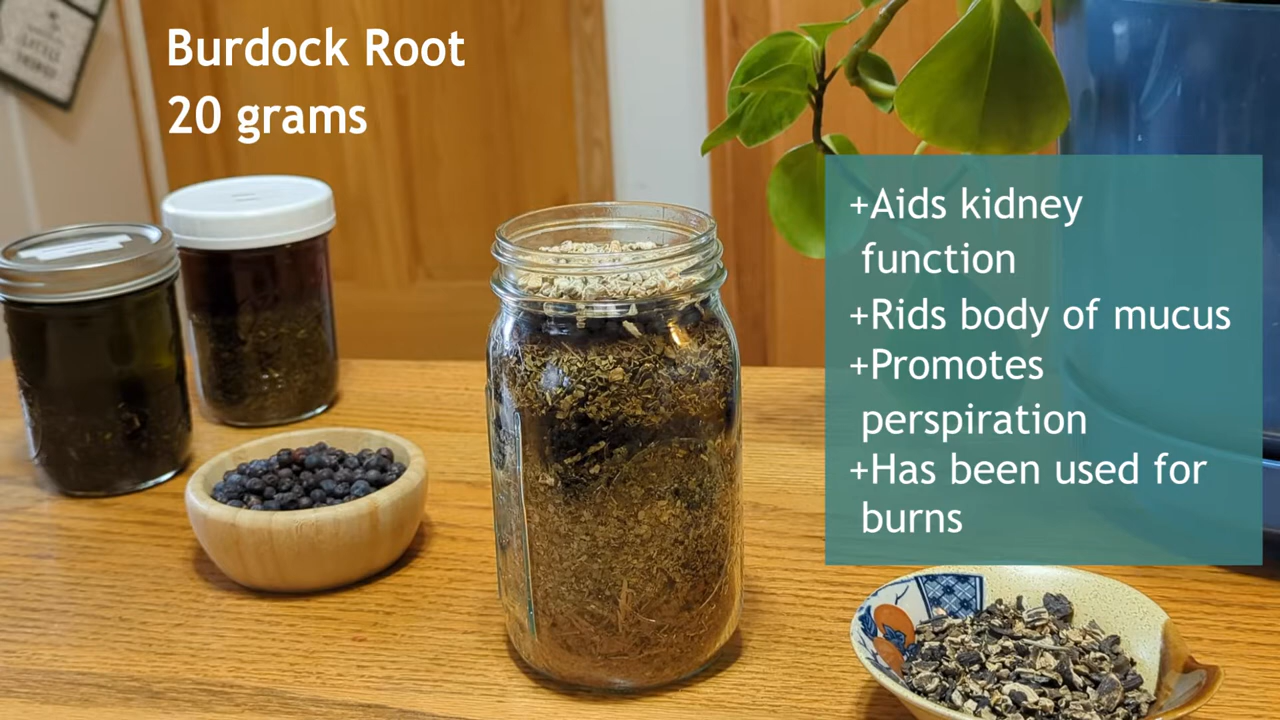 Burdock Root
20 grams
+Aids kidney
function
+Rids body of mucus
+Promotes
perspiration
+Has been used for
burns